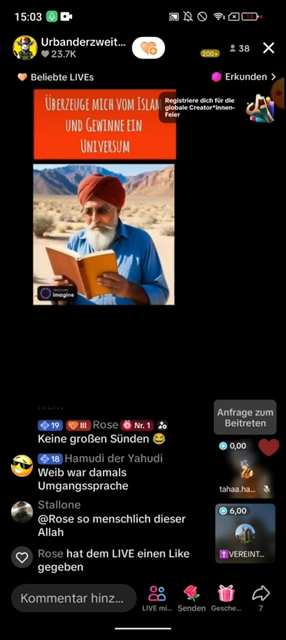 15:03
Urbanderzweit...
23.7K
200+
38
Beliebte LIVEs
Erkunden >
Registriere dich für die
globale Creator*innen-
Feier
Überzeuge mich vom Islam
und Gewinne ein
Universum
imagine
19 III Rose Nr. 1
Keine großen Sünden 😂
18 Hamudi der Yahudi
Weib war damals
Umgangssprache
Stallone
@Rose so menschlich dieser
Allah
Rose hat dem LIVE einen Like
gegeben
Anfrage zum
Beitreten
0,00
tahaa.ha...
6,00
VEREINT...
Kommentar hinz...
LIVE mi...
Senden
Gesche...
7